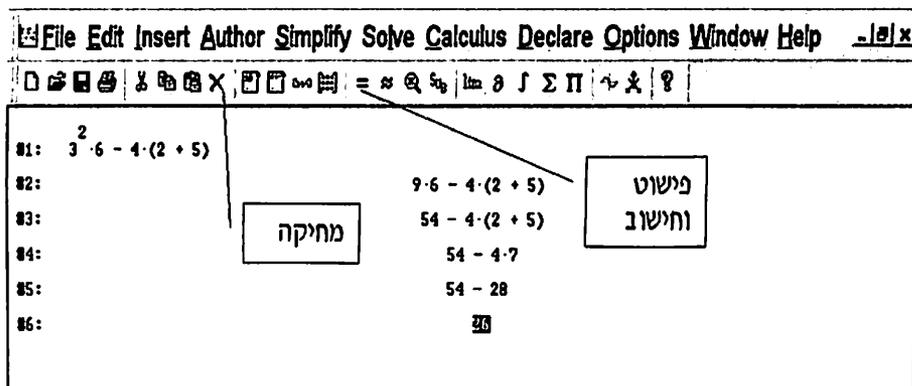 File Edit Insert Author Simplify Solve Calculus Declare Options Window Help
= ≈ Sub lim ∂ ∫ Σ Π ?
#1: 3² ·6 - 4·(2 + 5)
#2: 9·6 - 4·(2 + 5)
#3: 54 - 4·(2 + 5)
#4: 54 - 4·7
#5: 54 - 28
#6: 26
פישוט
וחישוב
מחיקה